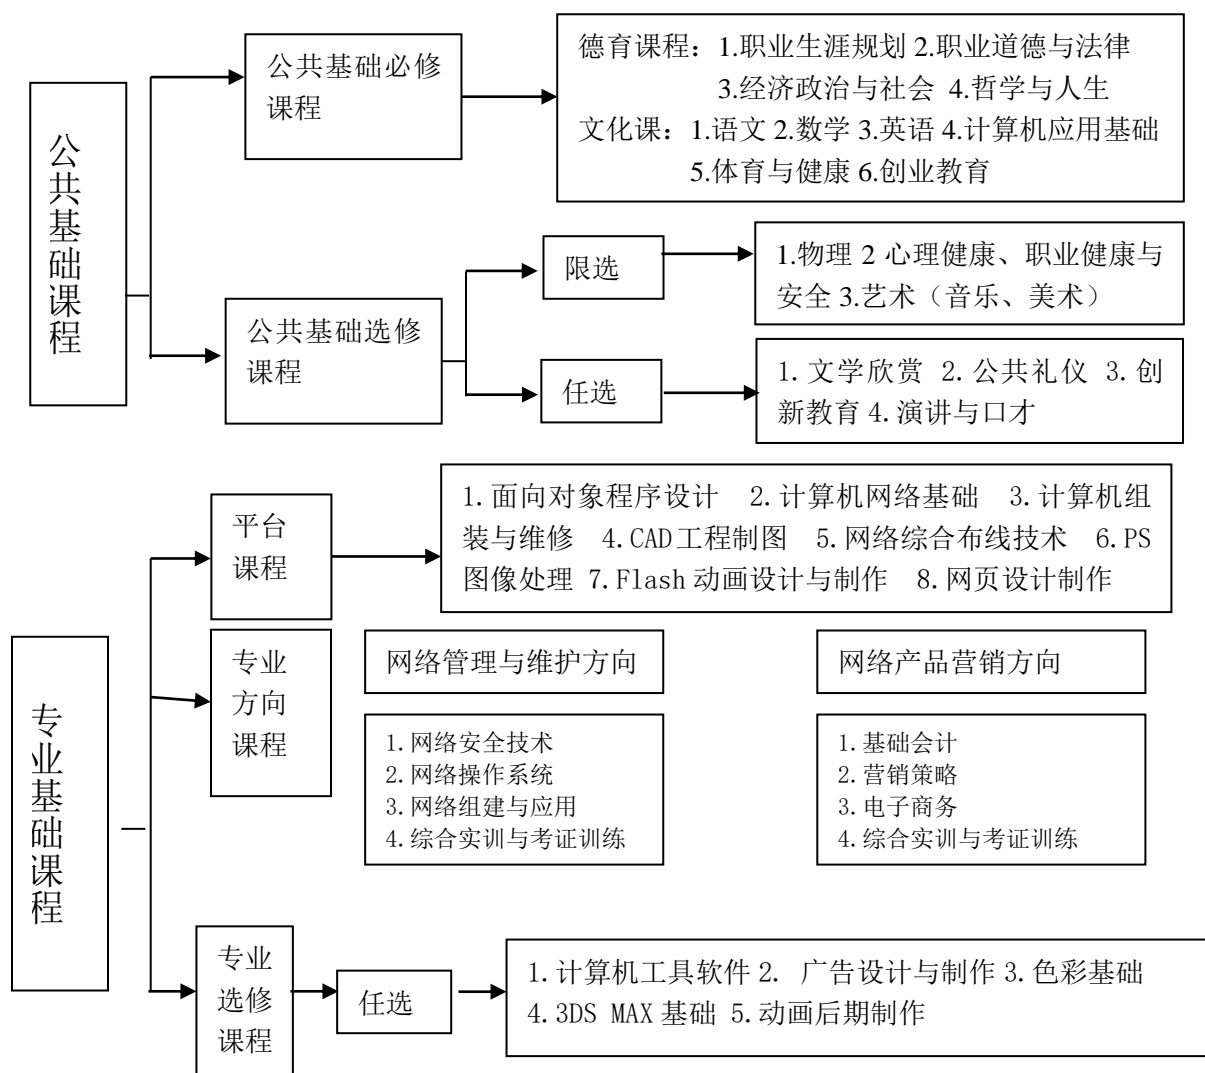 公共基础课程
公共基础必修
课程
德育课程：1.职业生涯规划 2.职业道德与法律
3.经济政治与社会 4.哲学与人生
文化课：1.语文 2.数学 3.英语 4.计算机应用基础
5.体育与健康 6.创业教育
公共基础选修
课程
限选
1.物理 2 心理健康、职业健康与
安全 3.艺术（音乐、美术）
任选
1.文学欣赏 2.公共礼仪 3.创
新教育 4.演讲与口才
专业基础课程
平台
课程
1.面向对象程序设计 2.计算机网络基础 3.计算机组
装与维修 4.CAD工程制图 5.网络综合布线技术 6.PS
图像处理 7.Flash 动画设计与制作 8.网页设计制作
专业
方向
课程
网络管理与维护方向
1.网络安全技术
2.网络操作系统
3.网络组建与应用
4.综合实训与考证训练
网络产品营销方向
1.基础会计
2.营销策略
3.电子商务
4.综合实训与考证训练
专业
选修
课程
任选
1.计算机工具软件 2. 广告设计与制作 3.色彩基础
4.3DS MAX 基础 5.动画后期制作